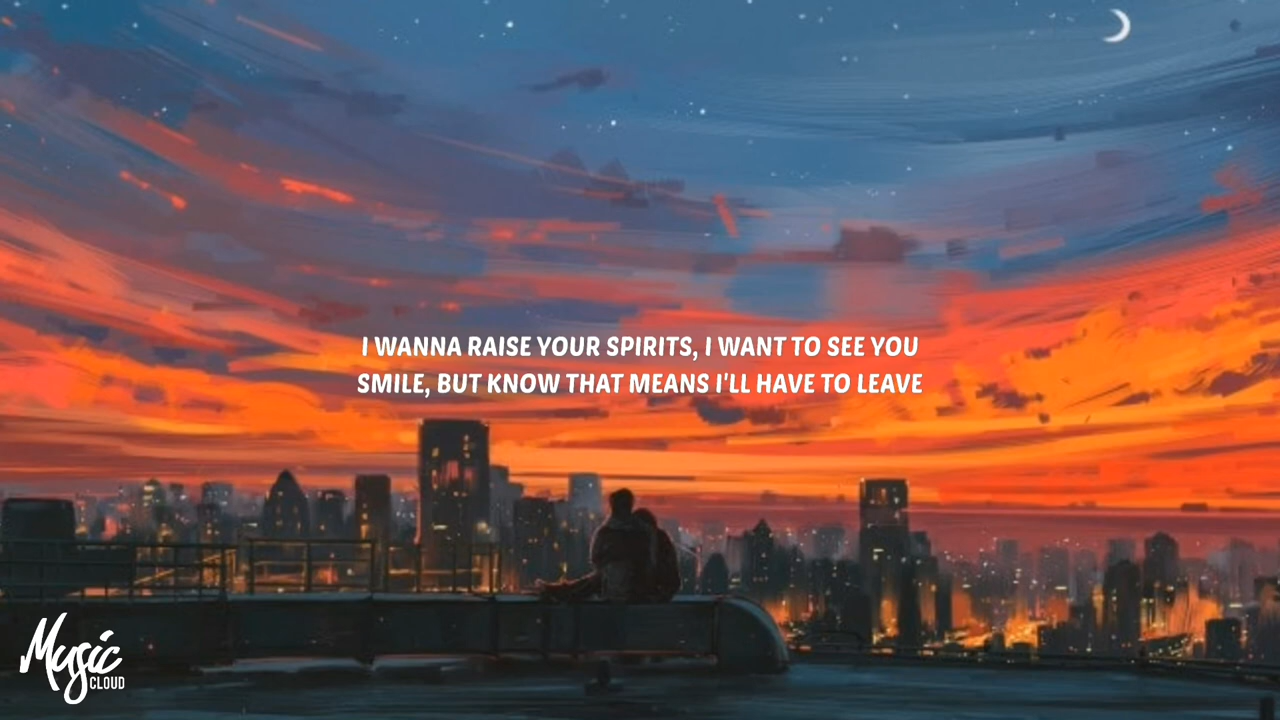 I WANNA RAISE YOUR SPIRITS, I WANT TO SEE YOU
SMILE, BUT KNOW THAT MEANS I'LL HAVE TO LEAVE
Music
CLOUD